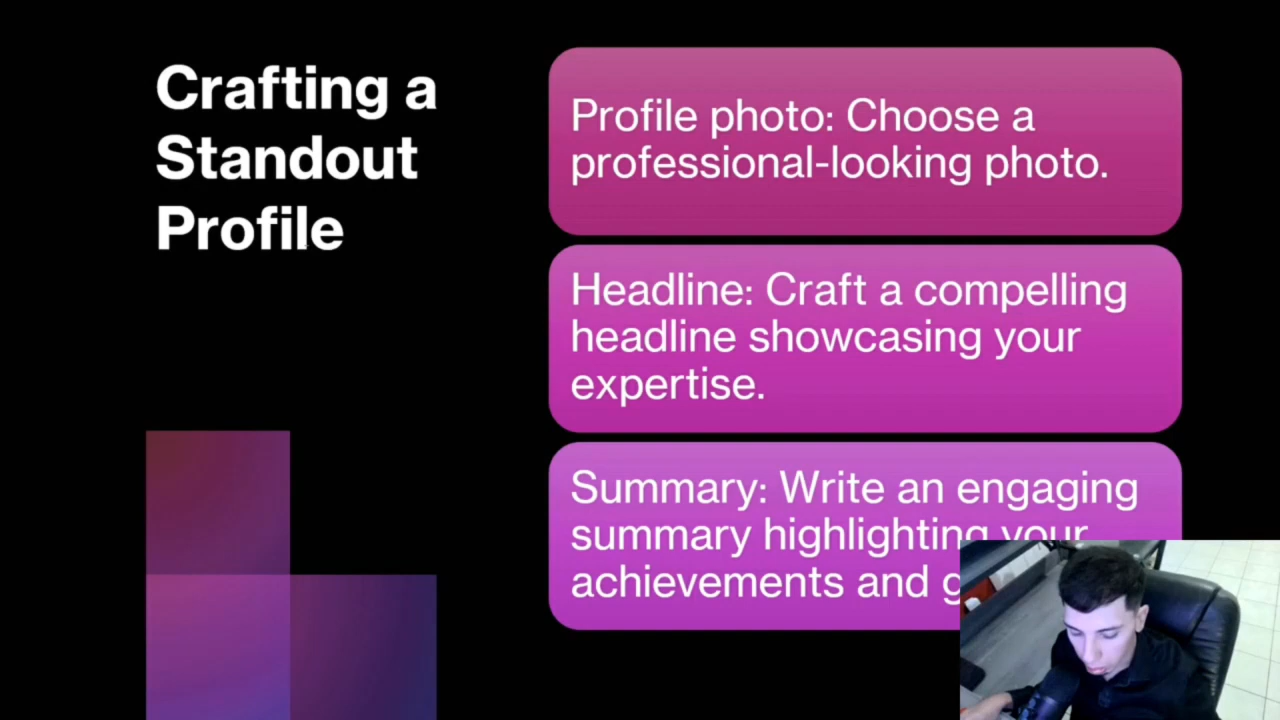 Crafting a
Standout
Profile
Profile photo: Choose a
professional-looking photo.
Headline: Craft a compelling
headline showcasing your
expertise.
Summary: Write an engaging
summary highlighting your
achievements and